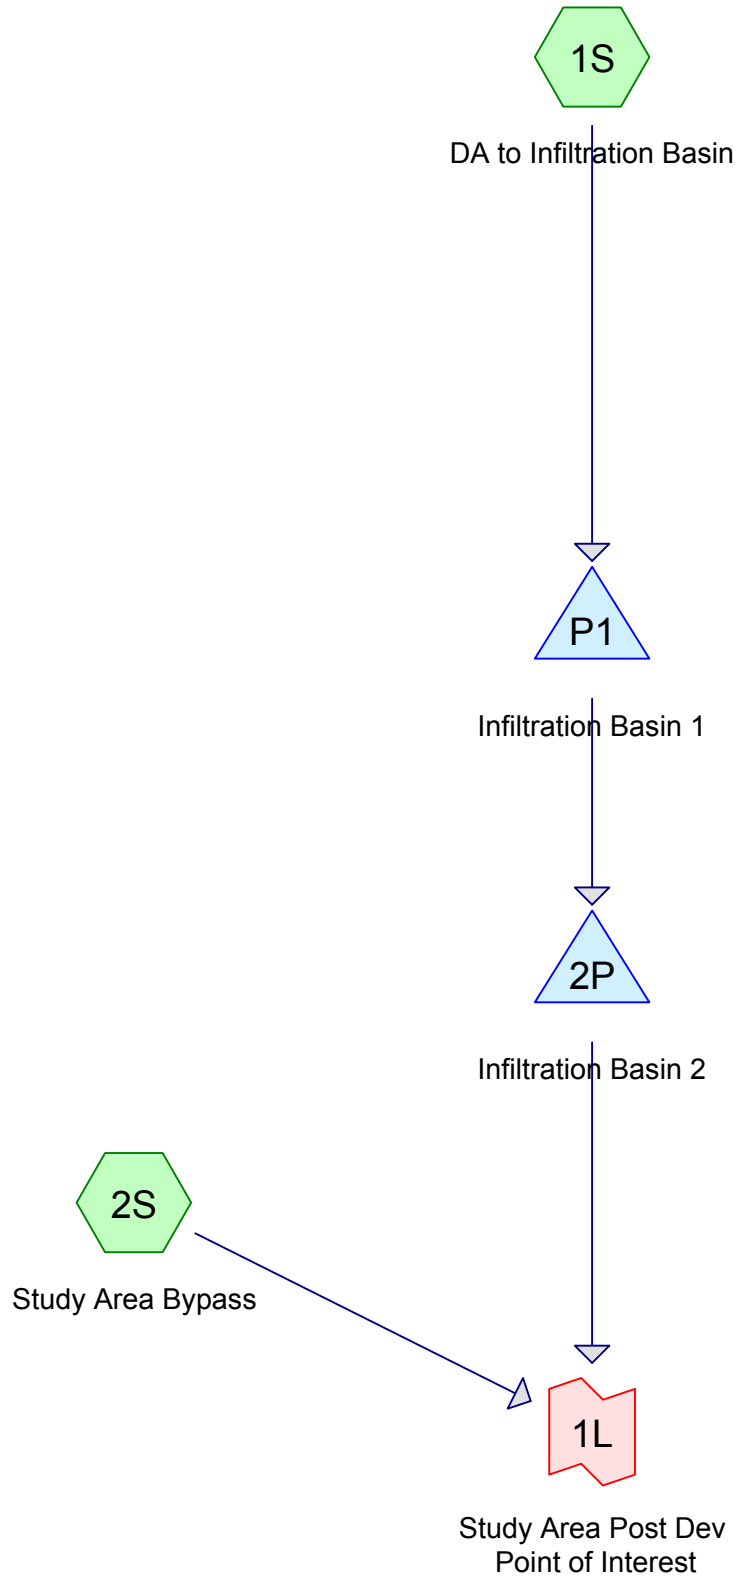 1S
DA to Infiltration Basin
P1
Infiltration Basin 1
2P
Infiltration Basin 2
2S
Study Area Bypass
1L
Study Area Post Dev
Point of Interest